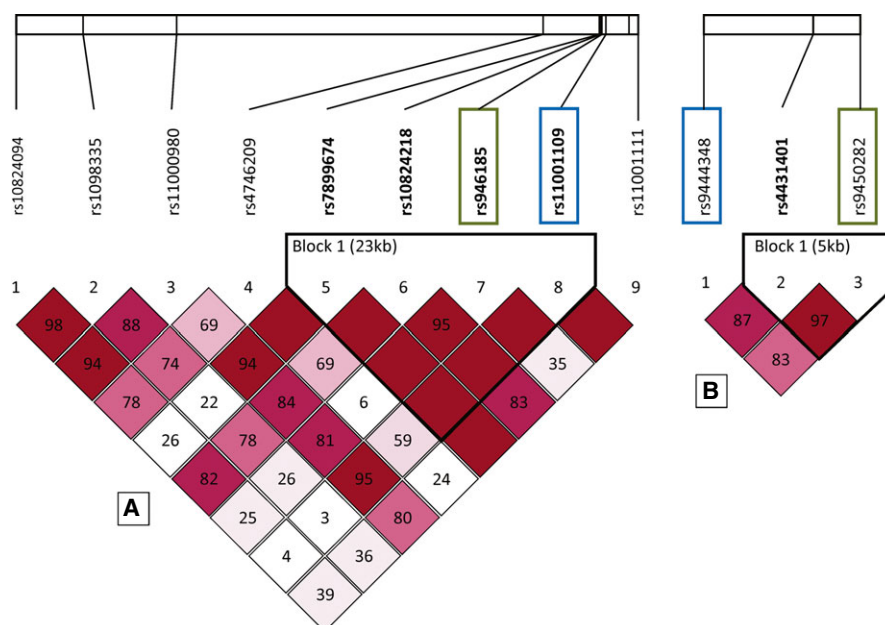 rs10824094
rs1098335
rs11000980
rs4746209
rs7899674
rs10824218
rs946185
rs11001109
rs11001111
rs9444348
rs4431401
rs9450282
Block 1 (23kb)
Block 1 (5kb)
1 2 3 4 5 6 7 8 9
1 2 3
98 88 69 95
94 74 94 69 35
78 22 84 6 83
26 78 81 59
82 26 95 24
25 3 80
4 36
39
A
87 97
83
B